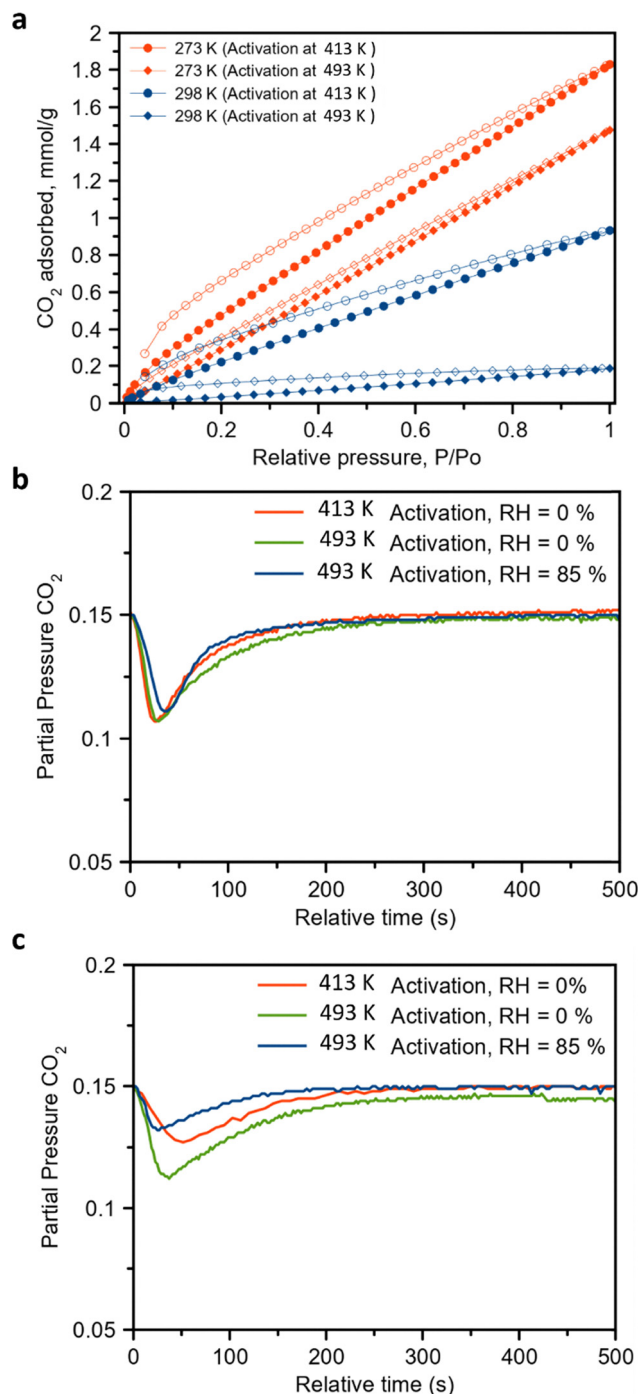 a
CO2 adsorbed, mmol/g
2
1.8
1.6
1.4
1.2
1
0.8
0.6
0.4
0.2
0
273 K (Activation at 413 K )
273 K (Activation at 493 K )
298 K (Activation at 413 K )
298 K (Activation at 493 K )
0 0.2 0.4 0.6 0.8 1
Relative pressure, P/Po
b
Partial Pressure CO2
0.2
0.15
0.1
0.05
413 K Activation, RH = 0 %
493 K Activation, RH = 0 %
493 K Activation, RH = 85 %
0 100 200 300 400 500
Relative time (s)
c
Partial Pressure CO2
0.2
0.15
0.1
0.05
413 K Activation, RH = 0%
493 K Activation, RH = 0 %
493 K Activation, RH = 85 %
0 100 200 300 400 500
Relative time (s)